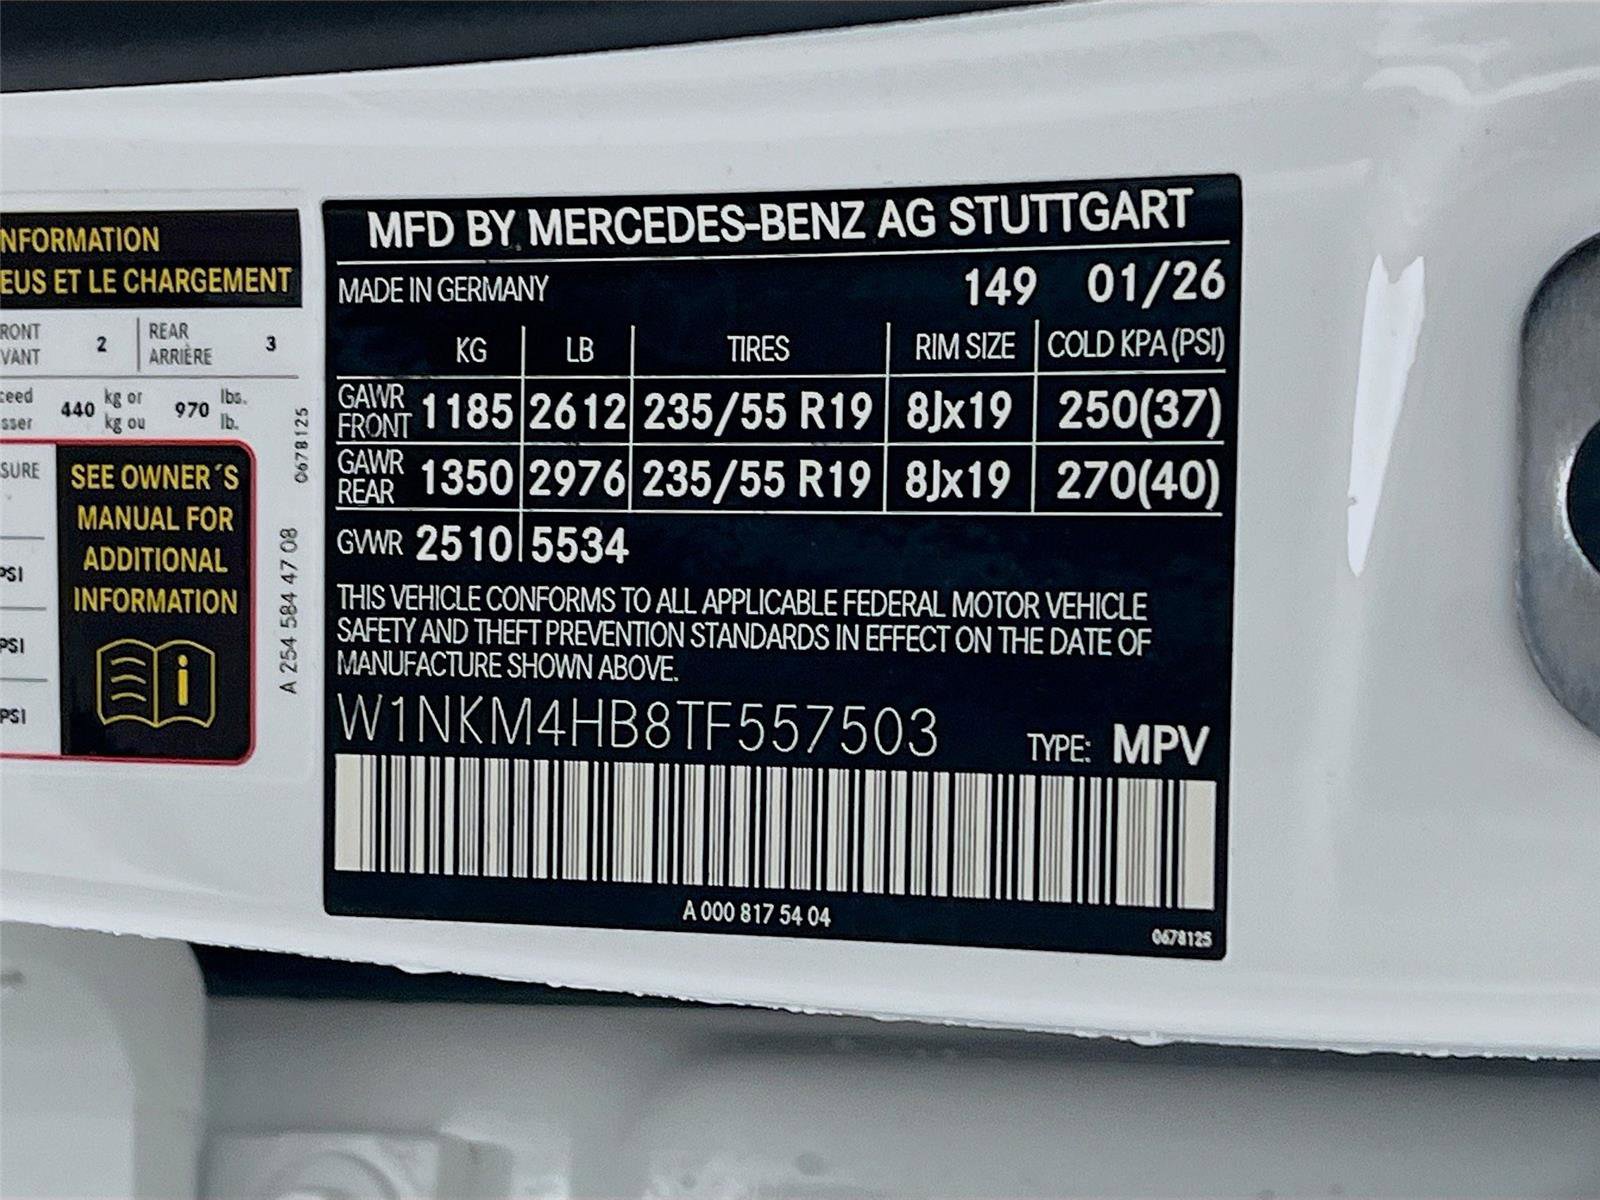 NFORMATION
EUS ET LE CHARGEMENT
RONT
VANT
2
REAR
ARRIÈRE
3
ceed
sser
440
kg or
kg ou
970
lbs.
lb.
SURE
PSI
PSI
PSI
SEE OWNER´S
MANUAL FOR
ADDITIONAL
INFORMATION
0678125
A 254 584 47 08
MFD BY MERCEDES-BENZ AG STUTTGART
MADE IN GERMANY 149 01/26
KG LB TIRES RIM SIZE COLD KPA (PSI)
GAWR FRONT 1185 2612 235/55 R19 8Jx19 250(37)
GAWR REAR 1350 2976 235/55 R19 8Jx19 270(40)
GVWR 2510 5534
THIS VEHICLE CONFORMS TO ALL APPLICABLE FEDERAL MOTOR VEHICLE
SAFETY AND THEFT PREVENTION STANDARDS IN EFFECT ON THE DATE OF
MANUFACTURE SHOWN ABOVE.
W1NKM4HB8TF557503 TYPE: MPV
A 000 817 54 04
0678125